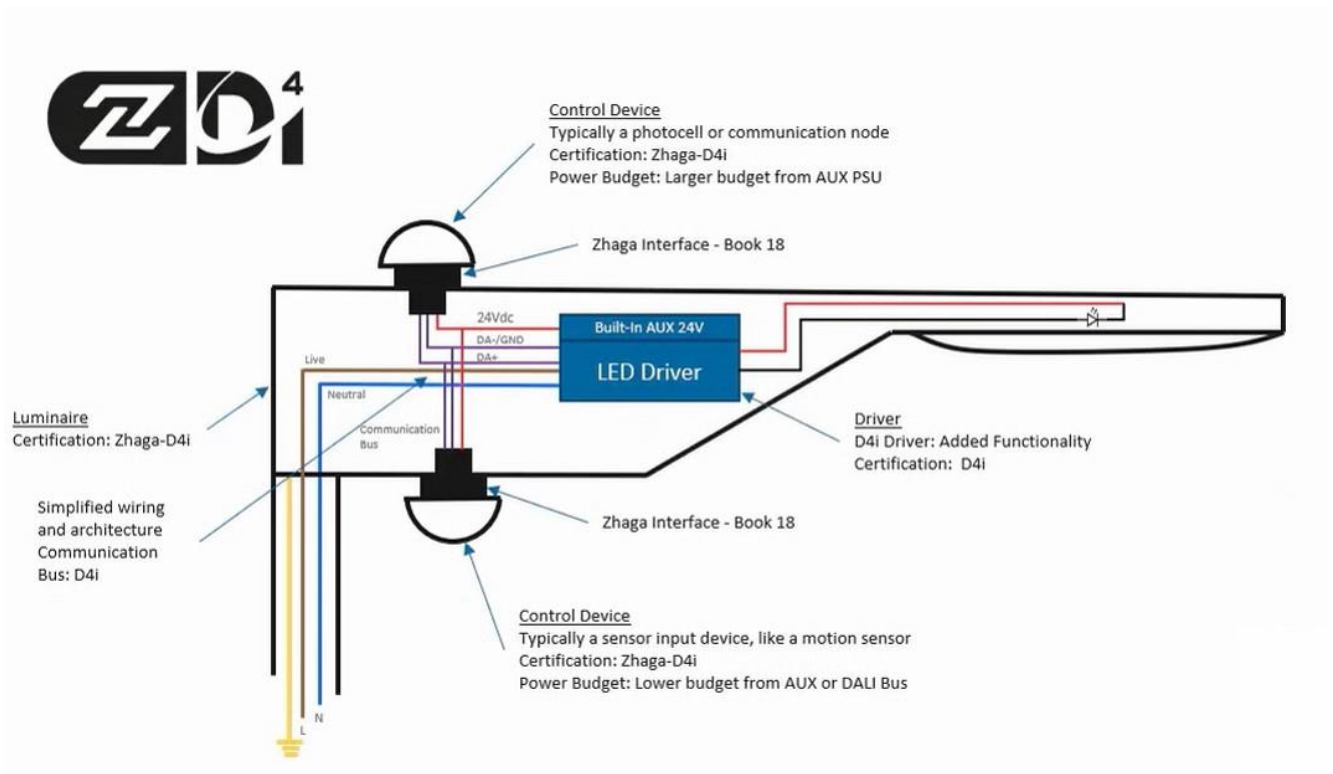 ZDi4
Control Device
Typically a photocell or communication node
Certification: Zhaga-D4i
Power Budget: Larger budget from AUX PSU
Zhaga Interface - Book 18
24Vdc
DA-/GND
DA+
Built-In AUX 24V
LED Driver
Live
Neutral
Communication
Bus
Luminaire
Certification: Zhaga-D4i
Driver
D4i Driver: Added Functionality
Certification: D4i
Simplified wiring
and architecture
Communication
Bus: D4i
Zhaga Interface - Book 18
Control Device
Typically a sensor input device, like a motion sensor
Certification: Zhaga-D4i
Power Budget: Lower budget from AUX or DALI Bus
N
L